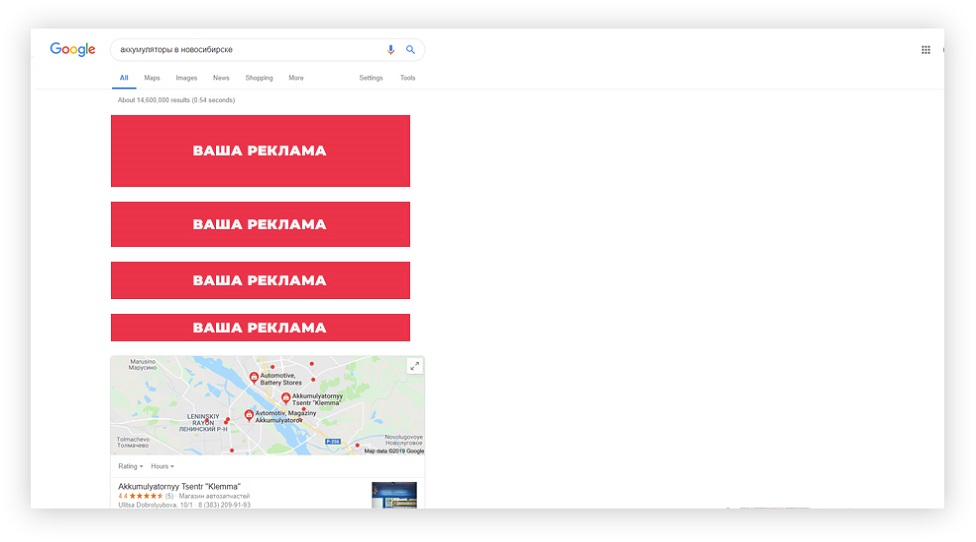 Google
аккумуляторы в новосибирске
All Maps Images News Shopping More Settings Tools
About 14,600,000 results (0.54 seconds)
ВАША РЕКЛАМА
ВАША РЕКЛАМА
ВАША РЕКЛАМА
ВАША РЕКЛАМА
Marusino
Марусино
Automotive,
Battery Stores
Akkumulyatornyy
Tsentr "Klemma"
Avtomotiv, Magaziny
Akkumulyatorov
LENINSKIY
RAYON
ЛЕНИНСКИЙ Р-Н
Tolmachevo
Толмачёво
P-256
Novolugovoye
Новолуговое
Map data ©2019 Google
Rating Hours
Akkumulyatornyy Tsentr "Klemma"
4.4 (5) · Магазин автозапчастей
Ulitsa Dobrolyubova, 10/1 · 8 (383) 209-91-93